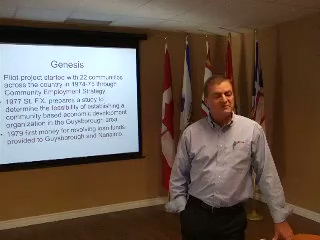 Genesis
Pilot project started with 22 communities
across the country in 1974-75 through
Community Employment Strategy.
• 1977 St. F.X. prepares a study to
determine the feasibility of establishing a
community based economic development
organization in the Guysborough area.
• 1979 first money for revolving loan funds
provided to Guysborough and Nanaimo.